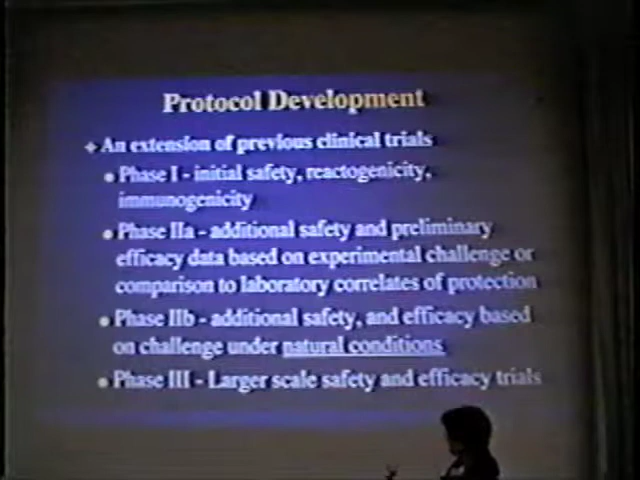 Protocol Development
An extension of previous clinical trials
Phase I - initial safety, reactogenicity,
immunogenicity
Phase IIa - additional safety and preliminary
efficacy data based on experimental challenge or
comparison to laboratory correlates of protection
Phase IIb - additional safety, and efficacy based
on challenge under natural conditions
Phase III - Larger scale safety and efficacy trials